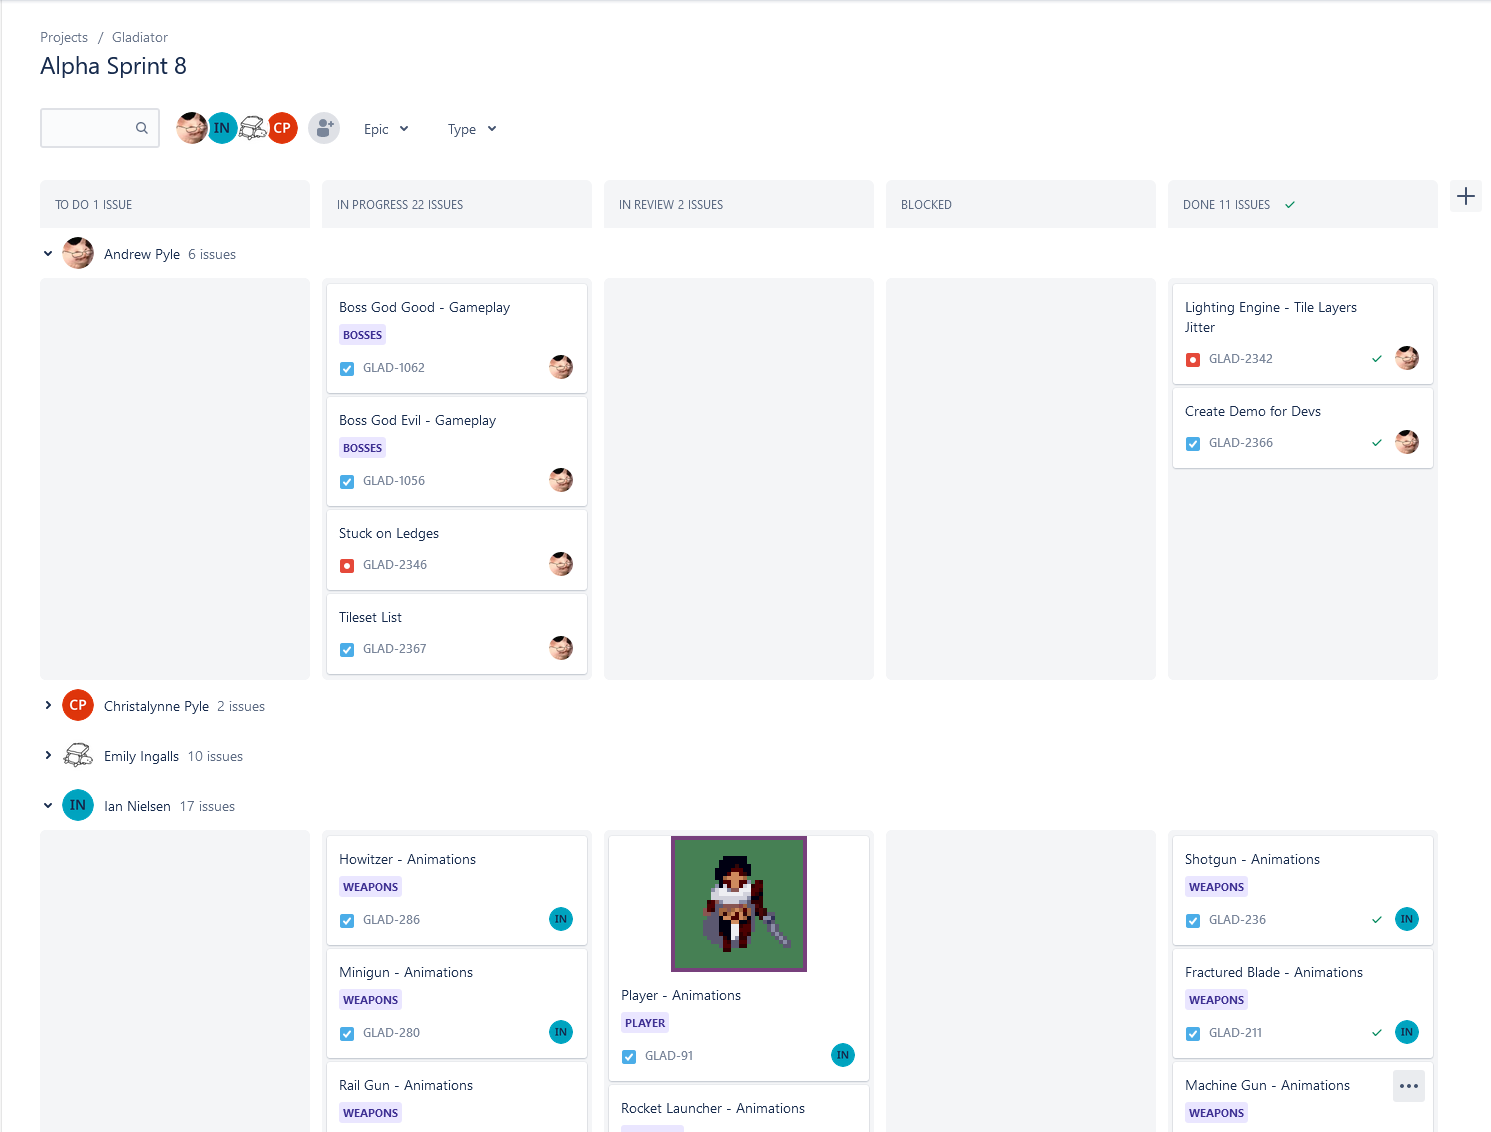 Projects / Gladiator
Alpha Sprint 8
IN CP Epic Type
TO DO 1 ISSUE
IN PROGRESS 22 ISSUES
IN REVIEW 2 ISSUES
BLOCKED
DONE 11 ISSUES
Andrew Pyle 6 issues
Boss God Good - Gameplay
BOSSES
GLAD-1062
Boss God Evil - Gameplay
BOSSES
GLAD-1056
Stuck on Ledges
GLAD-2346
Tileset List
GLAD-2367
Lighting Engine - Tile Layers
Jitter
GLAD-2342
Create Demo for Devs
GLAD-2366
CP Christalynne Pyle 2 issues
Emily Ingalls 10 issues
IN Ian Nielsen 17 issues
Howitzer - Animations
WEAPONS
GLAD-286 IN
Minigun - Animations
WEAPONS
GLAD-280 IN
Rail Gun - Animations
WEAPONS
Player - Animations
PLAYER
GLAD-91 IN
Rocket Launcher - Animations
Shotgun - Animations
WEAPONS
GLAD-236 IN
Fractured Blade - Animations
WEAPONS
GLAD-211 IN
Machine Gun - Animations
WEAPONS